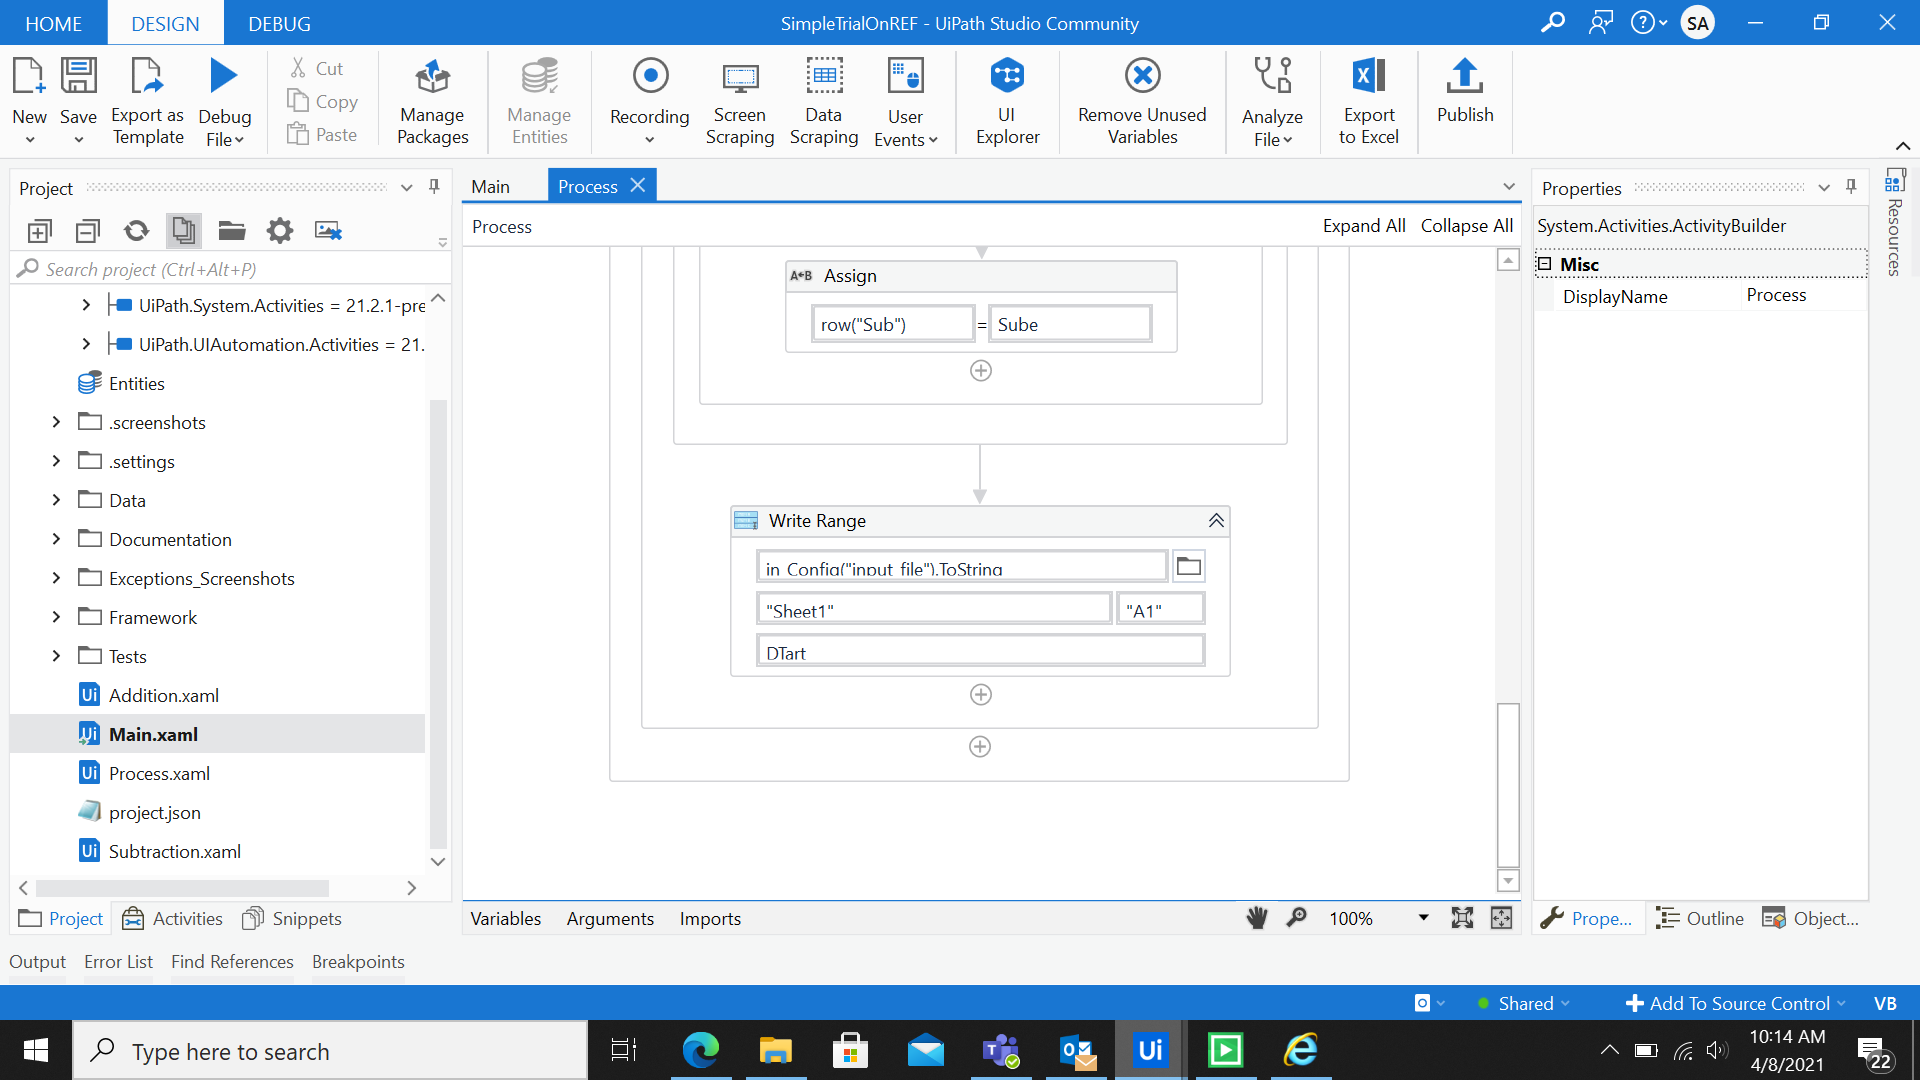 HOME DESIGN DEBUG SimpleTrialOnREF - UiPath Studio Community SA
New Save Export as Template Debug File Cut Copy Paste Manage Packages Manage Entities Recording Screen Scraping Data Scraping User Events UI Explorer Remove Unused Variables Analyze File Export to Excel Publish
Project
Search project (Ctrl+Alt+P)
UiPath.System.Activities = 21.2.1-pre
UiPath.UIAutomation.Activities = 21.
Entities
.screenshots
.settings
Data
Documentation
Exceptions_Screenshots
Framework
Tests
Ui Addition.xaml
Ui Main.xaml
Ui Process.xaml
project.json
Ui Subtraction.xaml
Project Activities Snippets
Main Process
Process Expand All Collapse All
A←B Assign
row("Sub") = Sube
Write Range
in_Config("input_file").ToString
"Sheet1" "A1"
DTart
Variables Arguments Imports 100%
Properties
System.Activities.ActivityBuilder
Misc
DisplayName Process
Resources
Prope... Outline Object...
Output Error List Find References Breakpoints
Shared Add To Source Control VB
Type here to search Ui 10:14 AM
4/8/2021
22